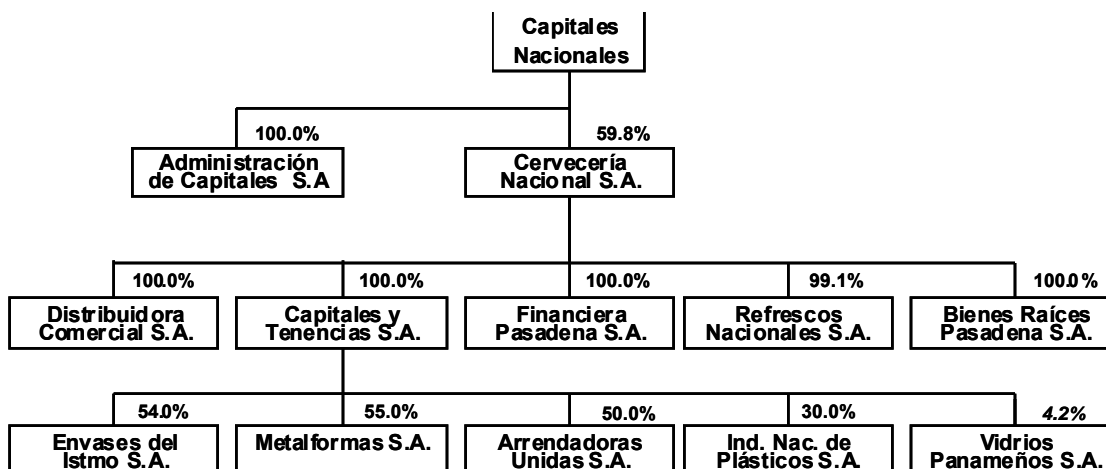 Capitales
Nacionales
100.0%
59.8%
Administración
de Capitales S.A
Cervecería
Nacional S.A.
100.0%
100.0%
100.0%
99.1%
100.0%
Distribuidora
Comercial S.A.
Capitales y
Tenencias S.A.
Financiera
Pasadena S.A.
Refrescos
Nacionales S.A.
Bienes Raíces
Pasadena S.A.
54.0%
55.0%
50.0%
30.0%
4.2%
Envases del
Istmo S.A.
Metalformas S.A.
Arrendadoras
Unidas S.A.
Ind. Nac. de
Plásticos S.A.
Vidrios
Panameños S.A.